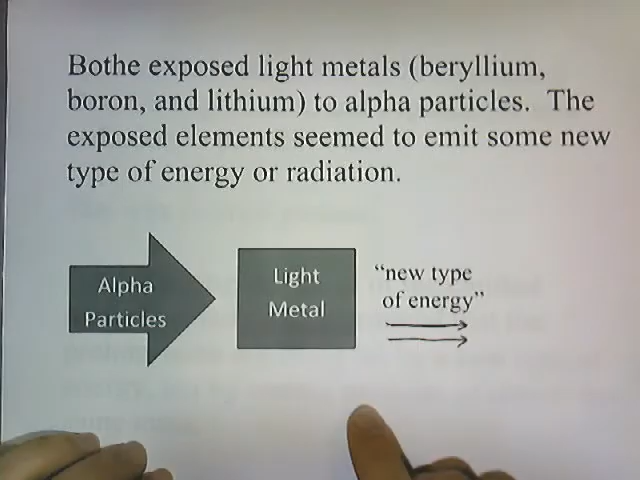 Bothe exposed light metals (beryllium,
boron, and lithium) to alpha particles.  The
exposed elements seemed to emit some new
type of energy or radiation.
Alpha
Particles
Light
Metal
“new type
of energy”